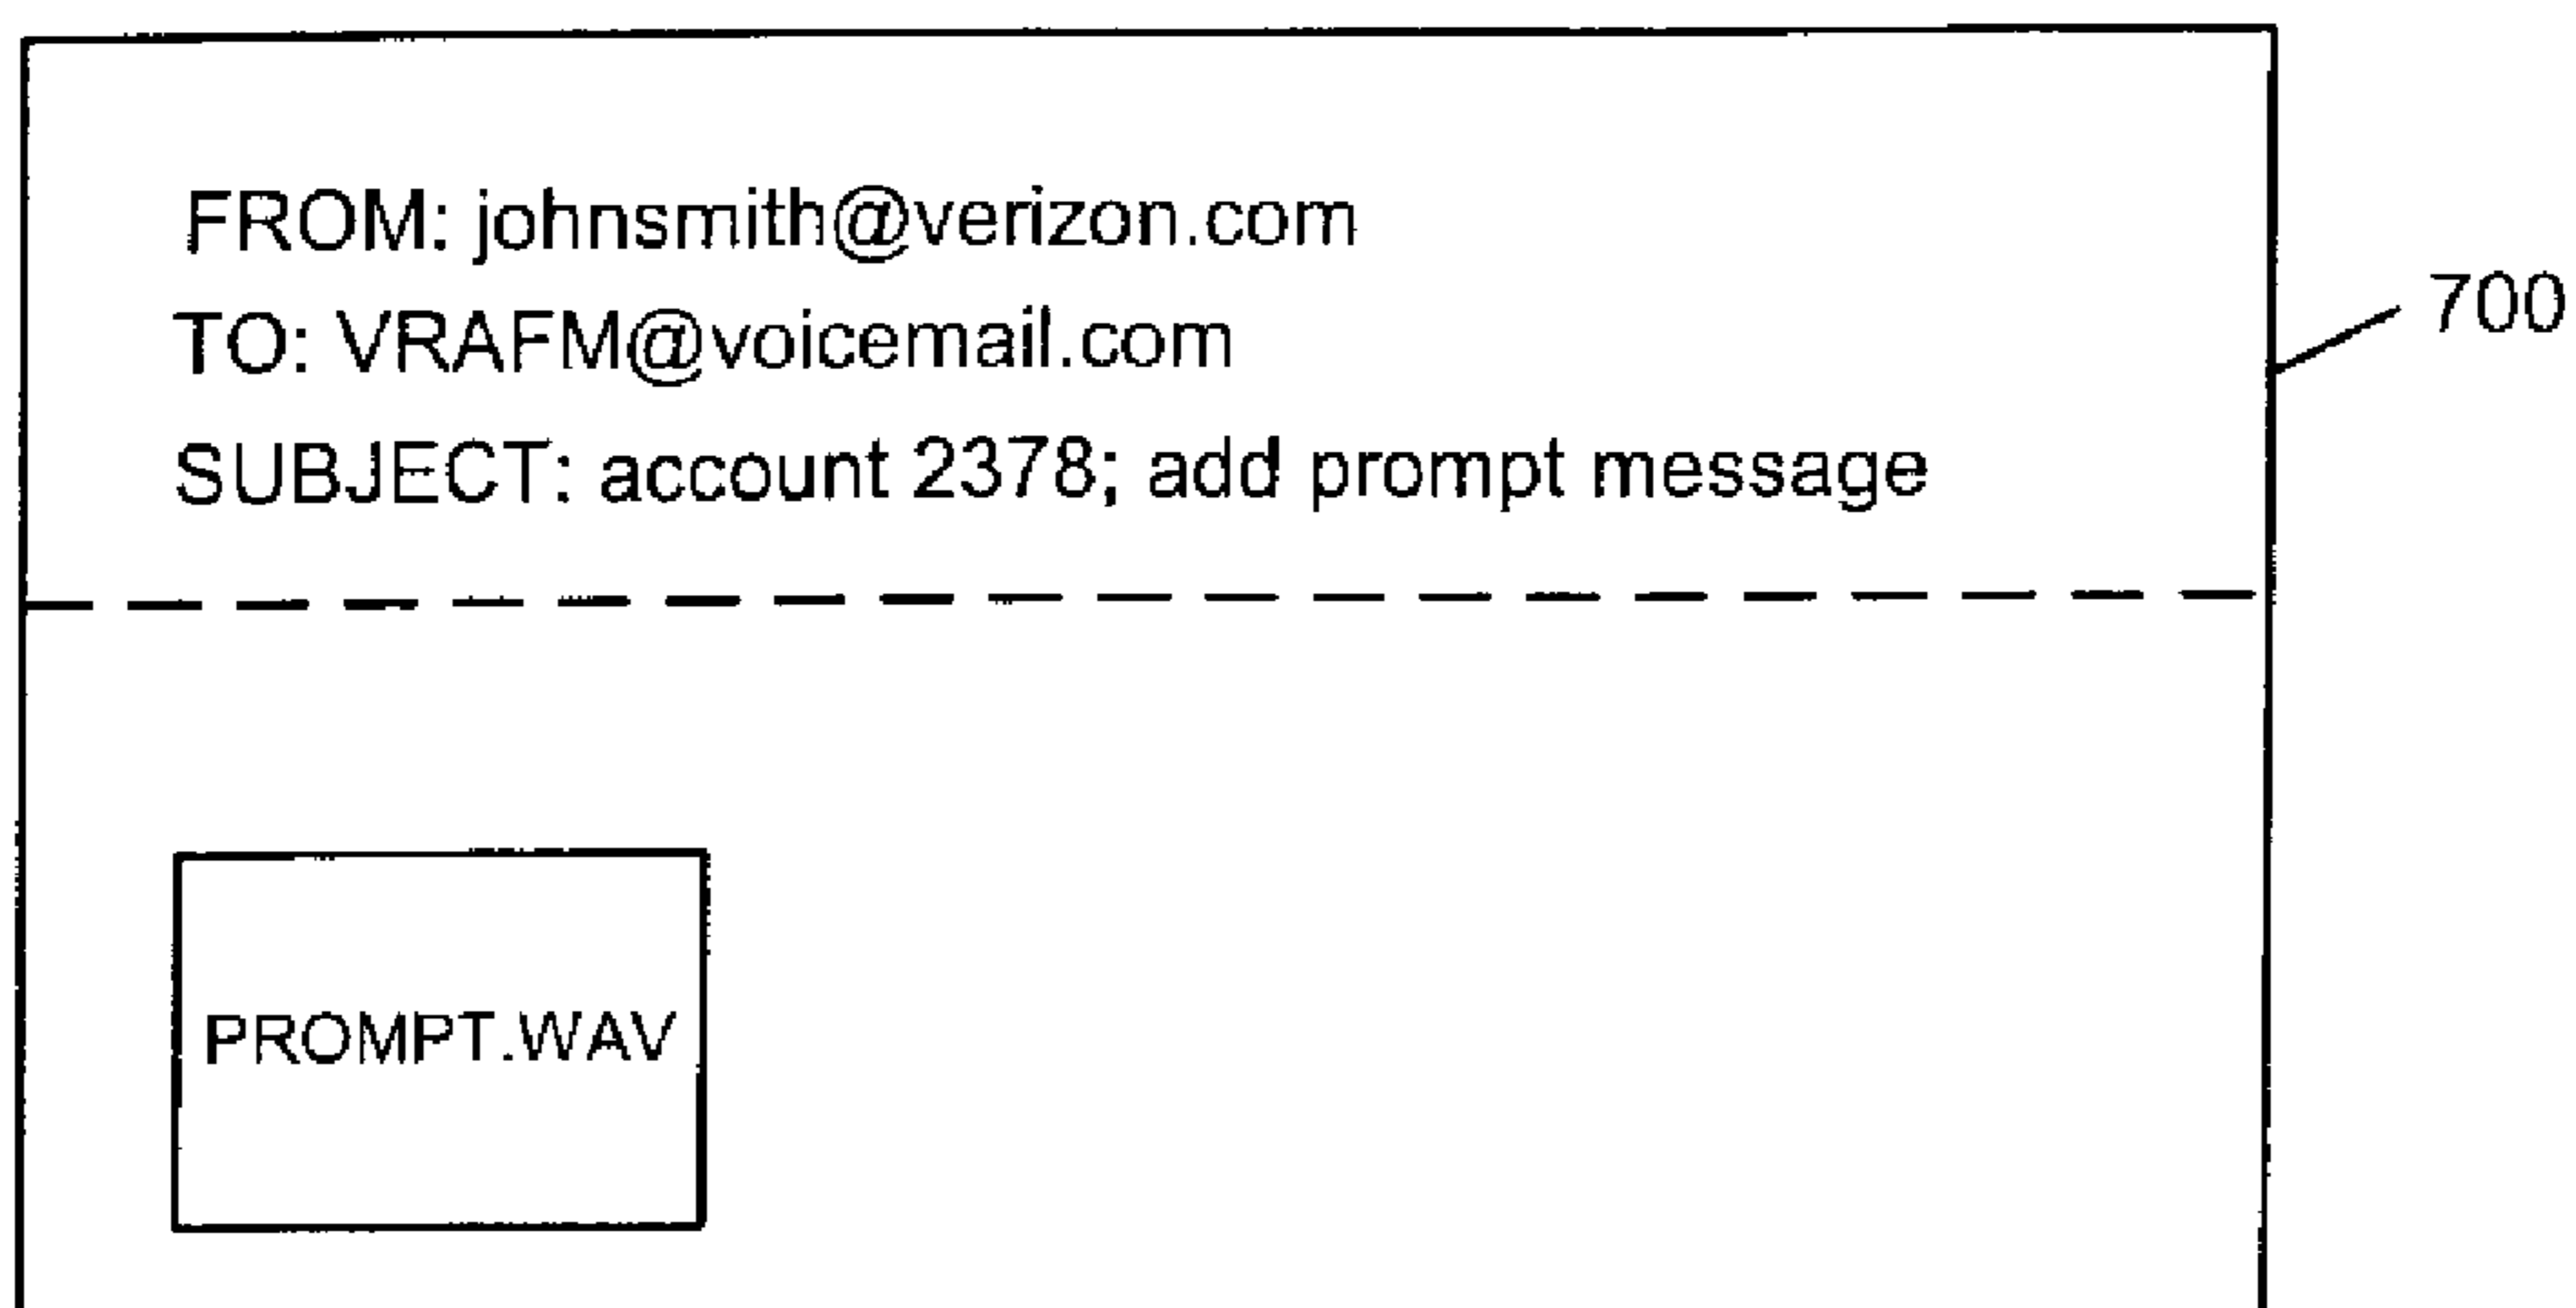 FROM: johnsmith@verizon.com
TO: VRAFM@voicemail.com
700
SUBJECT: account 2378; add prompt message
PROMPT.WAV